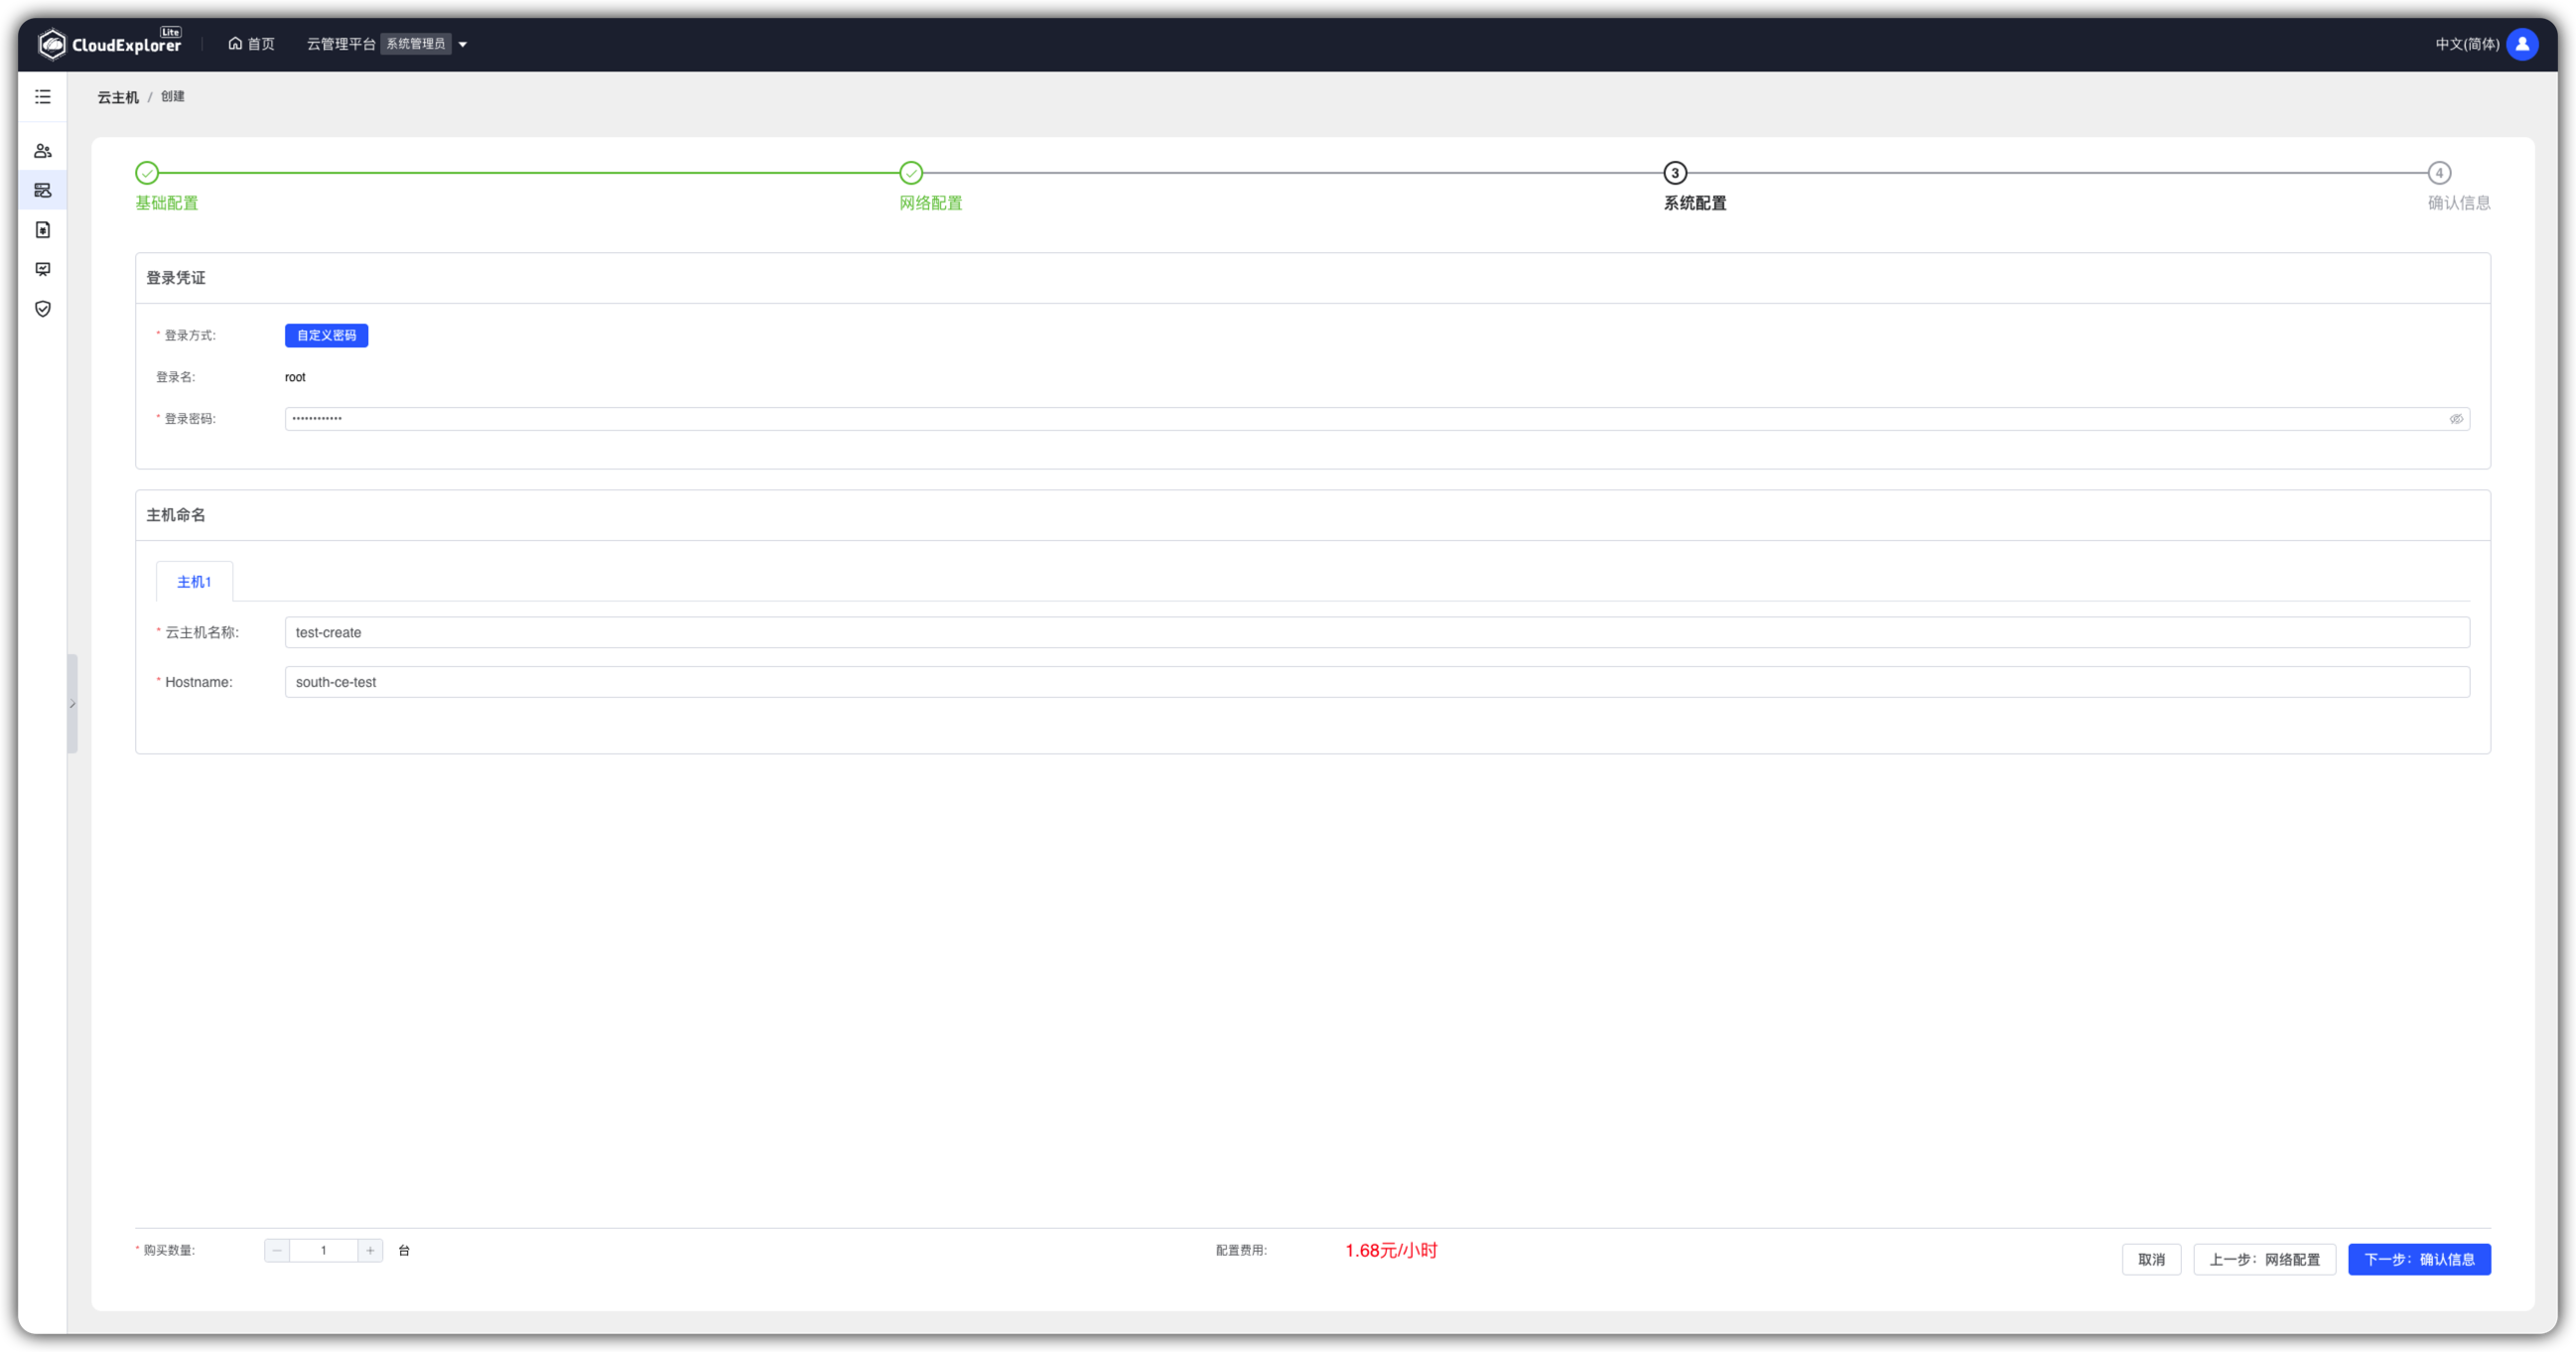 CloudExplorer Lite 首页 云管理平台 系统管理员 中文(简体)
云主机 / 创建
3 4
基础配置 网络配置 系统配置 确认信息
登录凭证
* 登录方式: 自定义密码
登录名: root
* 登录密码: ••••••••••••
主机命名
主机1
* 云主机名称: test-create
* Hostname: south-ce-test
* 购买数量: − 1 + 台 配置费用: 1.68元/小时 取消 上一步：网络配置 下一步：确认信息